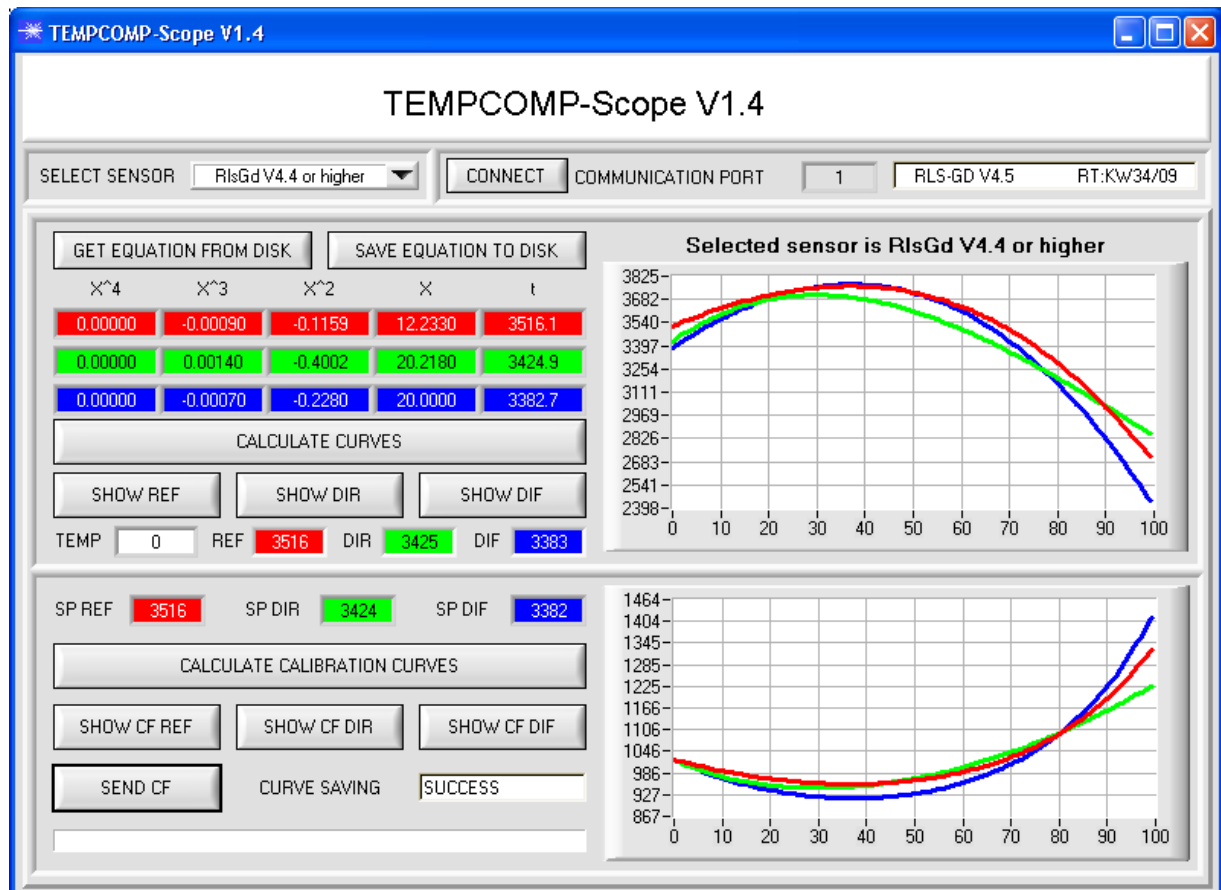 TEMPCOMP-Scope V1.4
TEMPCOMP-Scope V1.4
SELECT SENSOR RlsGd V4.4 or higher CONNECT COMMUNICATION PORT 1 RLS-GD V4.5 RT:KW34/09
GET EQUATION FROM DISK SAVE EQUATION TO DISK
X^4 X^3 X^2 X t
0.00000 -0.00090 -0.1159 12.2330 3516.1
0.00000 0.00140 -0.4002 20.2180 3424.9
0.00000 -0.00070 -0.2280 20.0000 3382.7
CALCULATE CURVES
SHOW REF SHOW DIR SHOW DIF
TEMP 0 REF 3516 DIR 3425 DIF 3383
Selected sensor is RlsGd V4.4 or higher
3825
3682
3540
3397
3254
3111
2969
2826
2683
2541
2398
0 10 20 30 40 50 60 70 80 90 100
SP REF 3516 SP DIR 3424 SP DIF 3382
CALCULATE CALIBRATION CURVES
SHOW CF REF SHOW CF DIR SHOW CF DIF
SEND CF CURVE SAVING SUCCESS
1464
1404
1345
1285
1225
1166
1106
1046
986
927
867
0 10 20 30 40 50 60 70 80 90 100